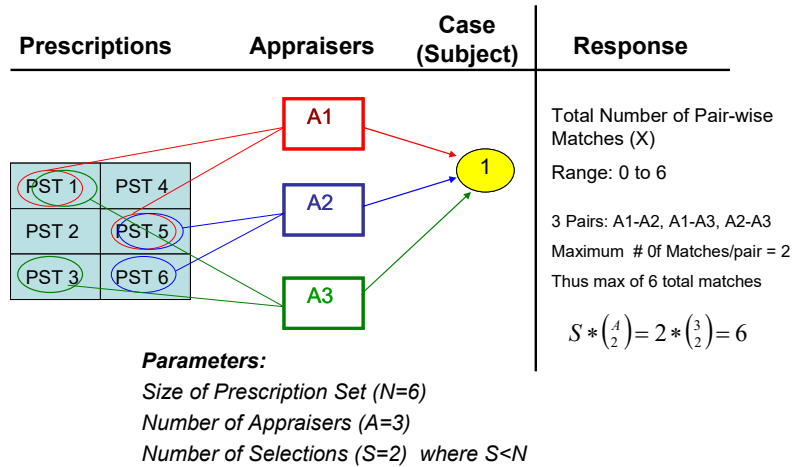 Prescriptions Appraisers Case (Subject) Response
A1
A2
A3
1
PST 1 PST 4
PST 2 PST 5
PST 3 PST 6
Total Number of Pair-wise
Matches (X)
Range: 0 to 6
3 Pairs: A1-A2, A1-A3, A2-A3
Maximum # 0f Matches/pair = 2
Thus max of 6 total matches
S * (A 2) = 2 * (3 2) = 6
Parameters:
Size of Prescription Set (N=6)
Number of Appraisers (A=3)
Number of Selections (S=2) where S<N